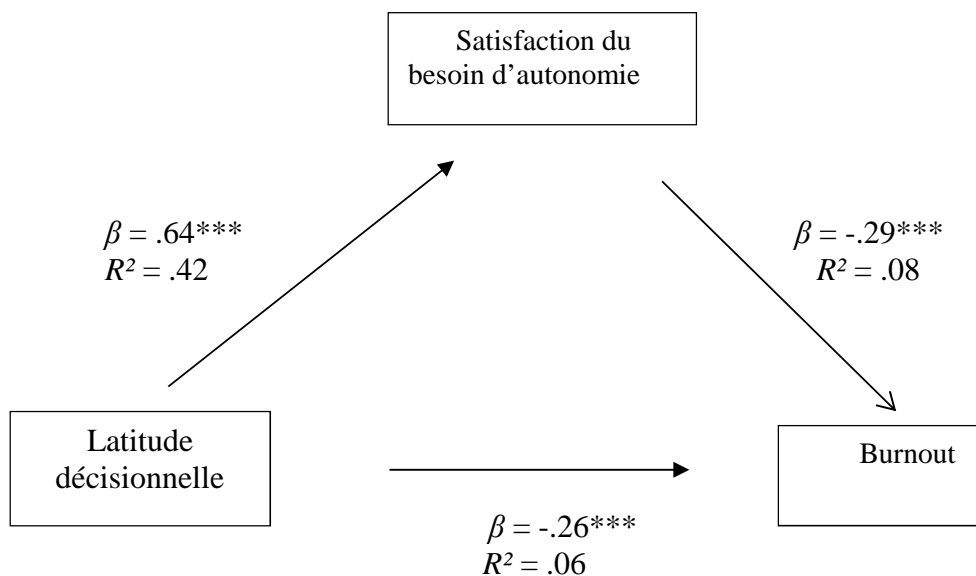 Satisfaction du
besoin d’autonomie
β = .64***
R² = .42
β = -.29***
R² = .08
Latitude
décisionnelle
Burnout
β = -.26***
R² = .06